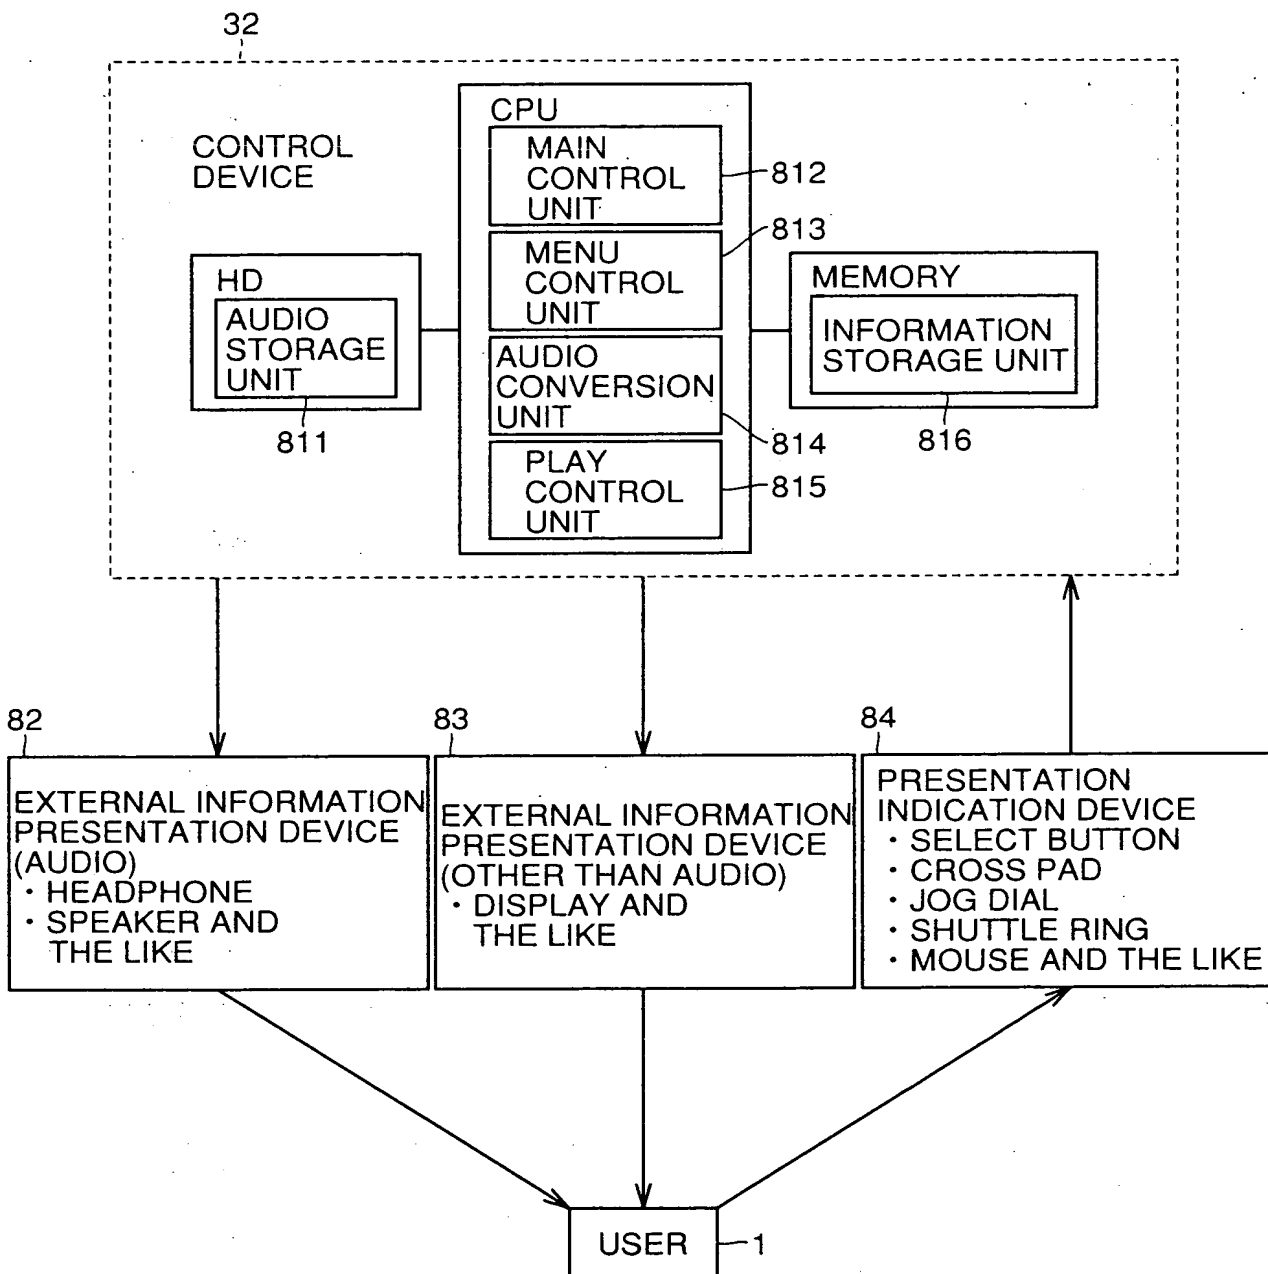 32
CONTROL
DEVICE
HD
AUDIO
STORAGE
UNIT
811
CPU
MAIN
CONTROL
UNIT
812
MENU
CONTROL
UNIT
813
AUDIO
CONVERSION
UNIT
814
PLAY
CONTROL
UNIT
815
MEMORY
INFORMATION
STORAGE UNIT
816
82
EXTERNAL INFORMATION
PRESENTATION DEVICE
(AUDIO)
・HEADPHONE
・SPEAKER AND
THE LIKE
83
EXTERNAL INFORMATION
PRESENTATION DEVICE
(OTHER THAN AUDIO)
・DISPLAY AND
THE LIKE
84
PRESENTATION
INDICATION DEVICE
・SELECT BUTTON
・CROSS PAD
・JOG DIAL
・SHUTTLE RING
・MOUSE AND THE LIKE
USER
1